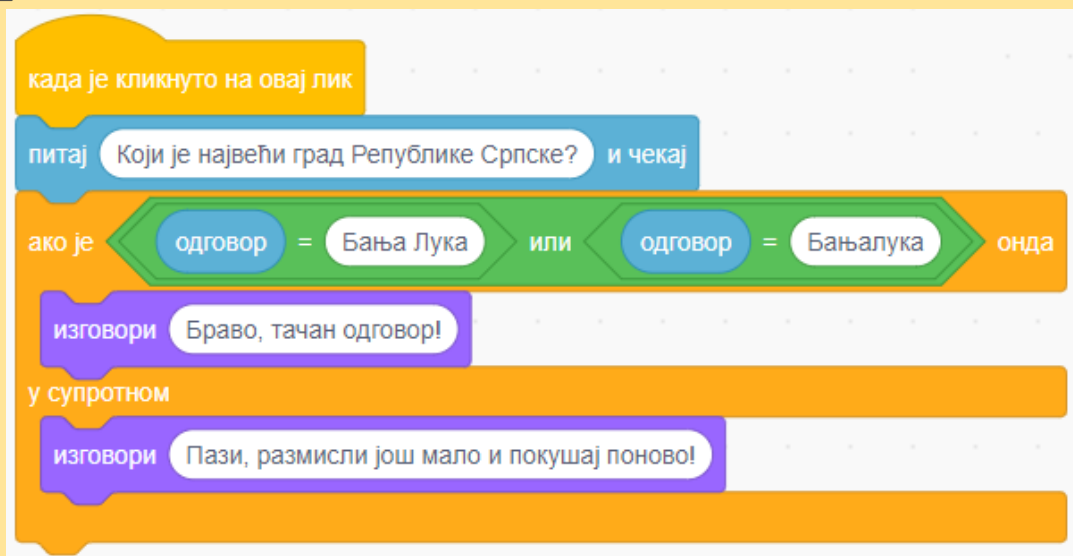 када је кликнуто на овај лик
питај Који је највећи град Републике Српске? и чекај
ако је одговор = Бања Лука или одговор = Бањалука онда
изговори Браво, тачан одговор!
у супротном
изговори Пази, размисли још мало и покушај поново!